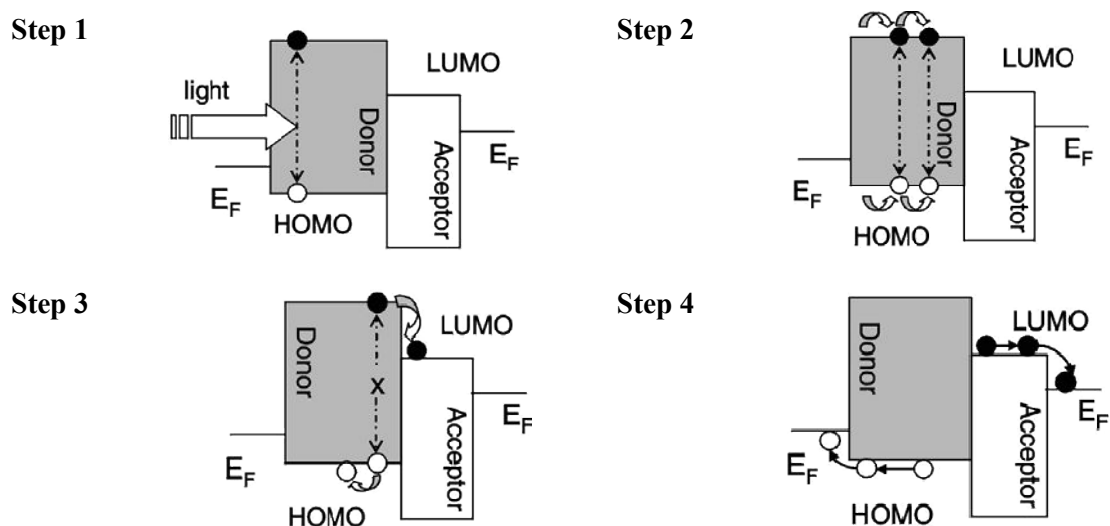 Step 1
light
E_F
HOMO
Donor
LUMO
Acceptor
E_F
Step 2
E_F
HOMO
Donor
LUMO
Acceptor
E_F
Step 3
Donor
E_F
HOMO
X
LUMO
Acceptor
E_F
Step 4
Donor
E_F
HOMO
LUMO
Acceptor
E_F